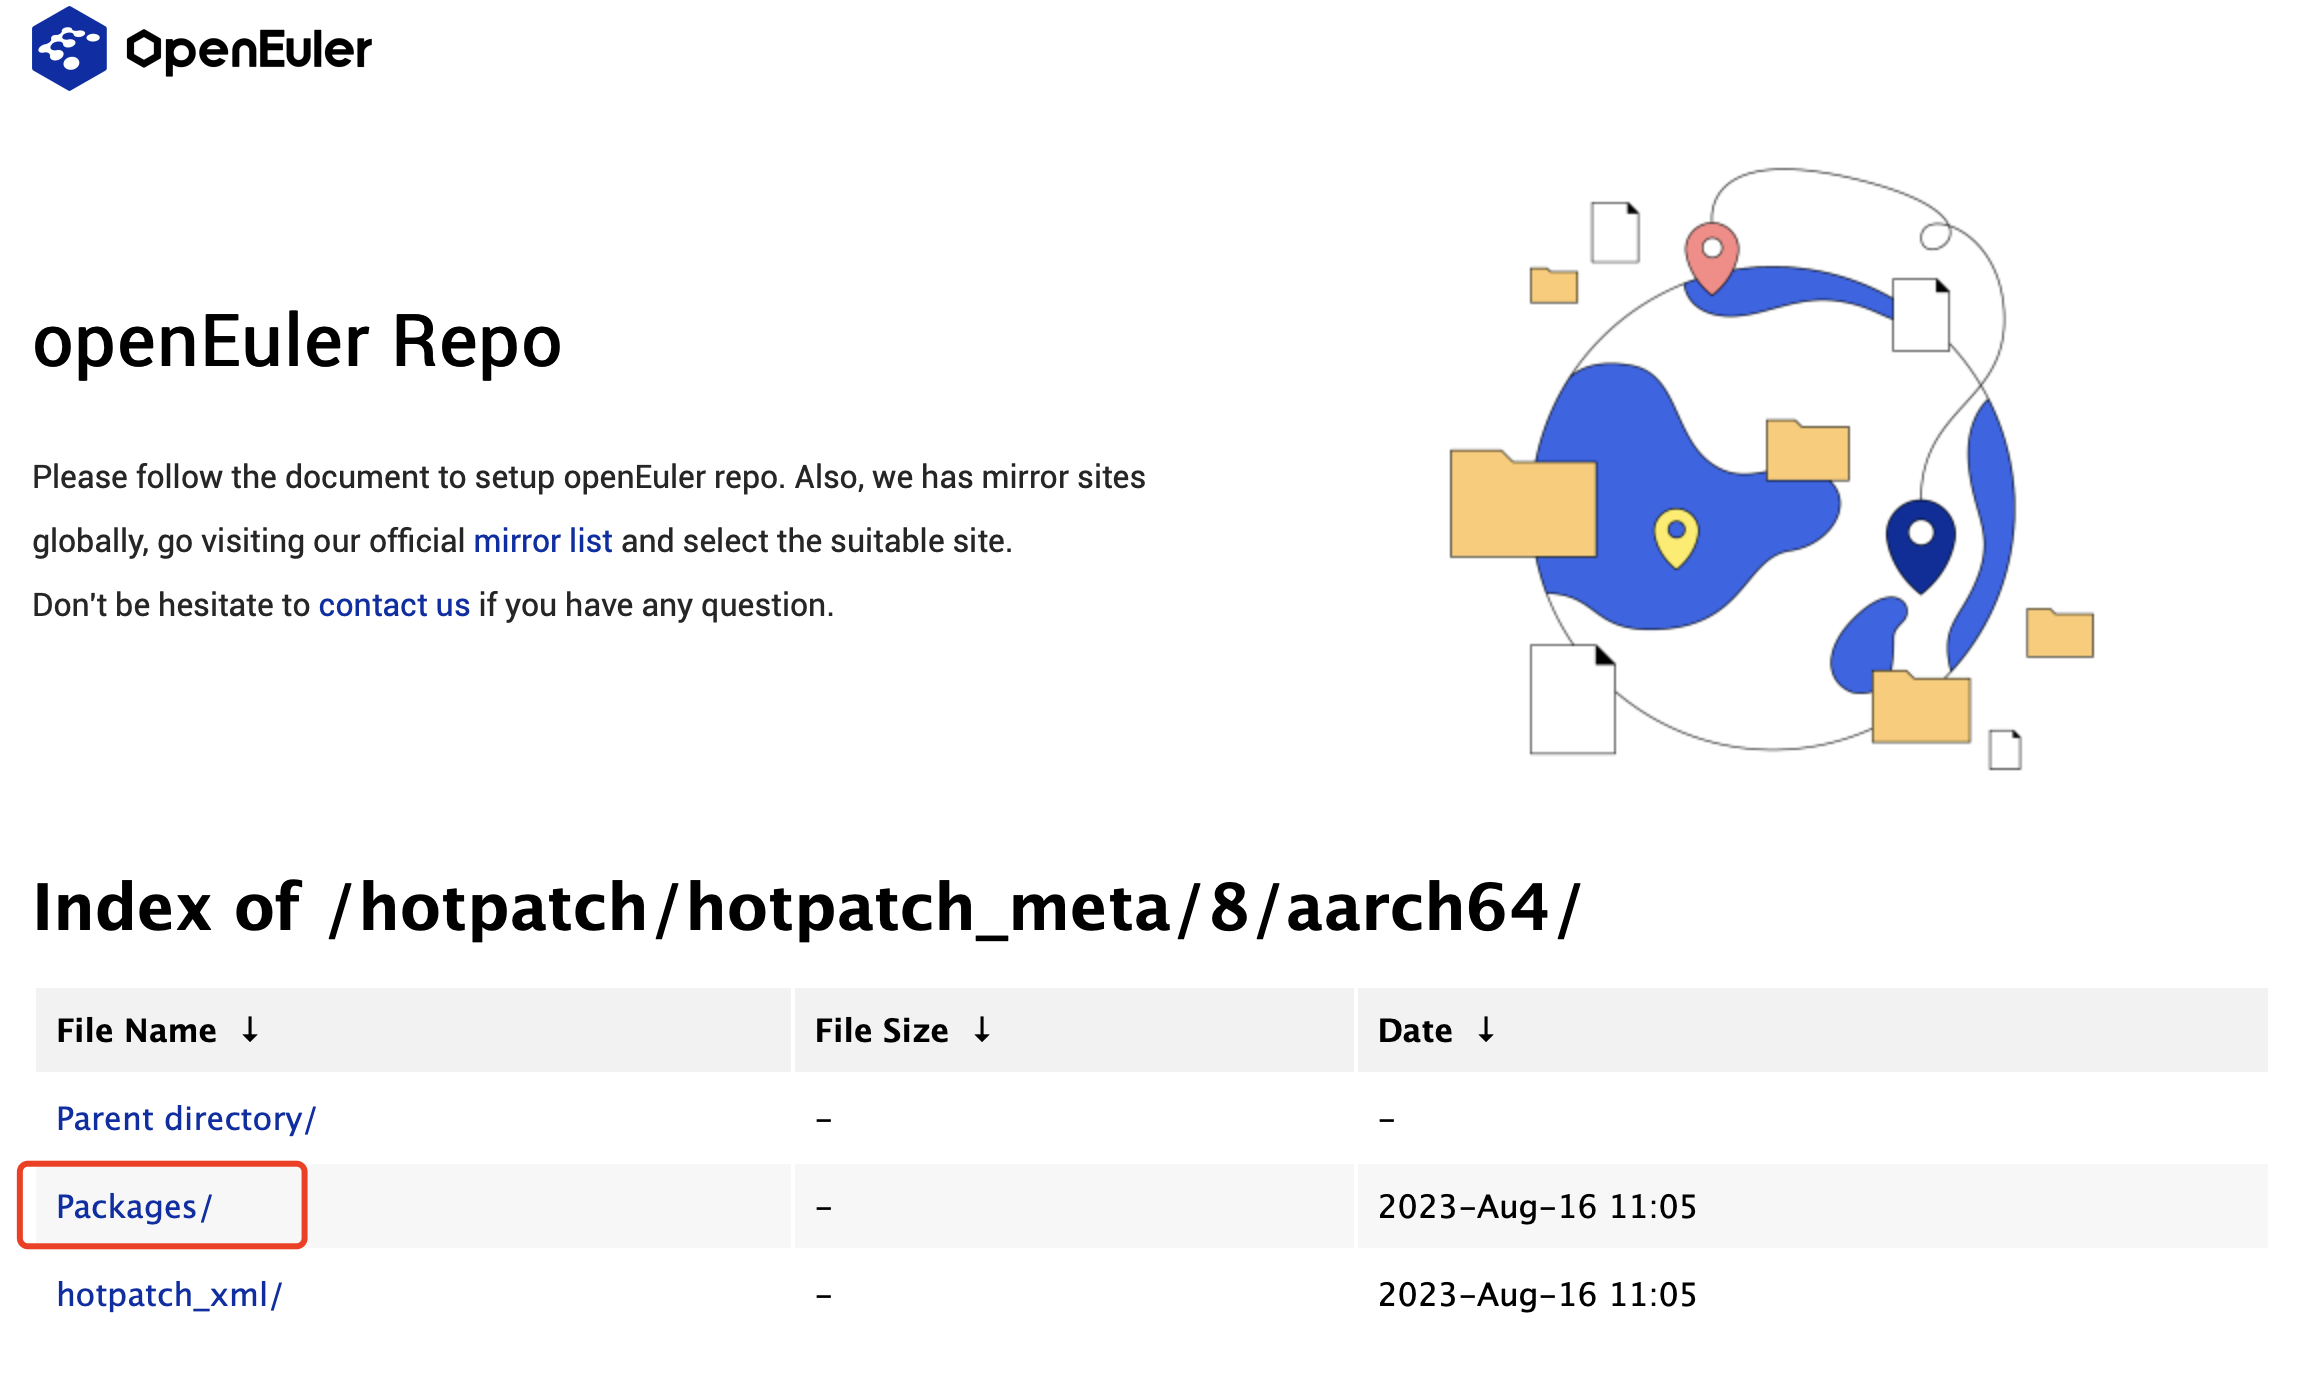 OpenEuler
openEuler Repo
Please follow the document to setup openEuler repo. Also, we has mirror sites
globally, go visiting our official mirror list and select the suitable site.
Don't be hesitate to contact us if you have any question.
Index of /hotpatch/hotpatch_meta/8/aarch64/
File Name ↓ File Size ↓ Date ↓
Parent directory/ - -
Packages/ - 2023-Aug-16 11:05
hotpatch_xml/ - 2023-Aug-16 11:05